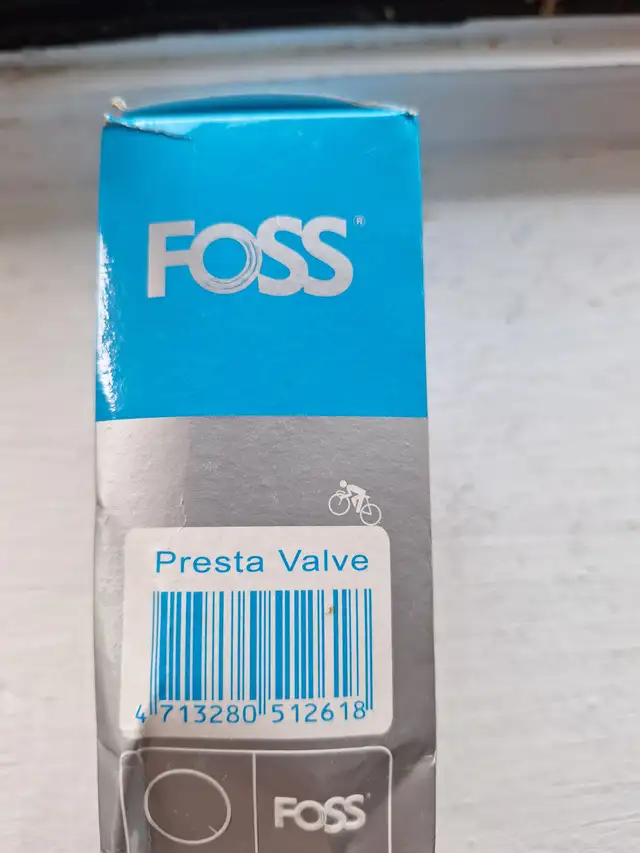 FOSS®
Presta Valve
4 713280 512618
FOSS